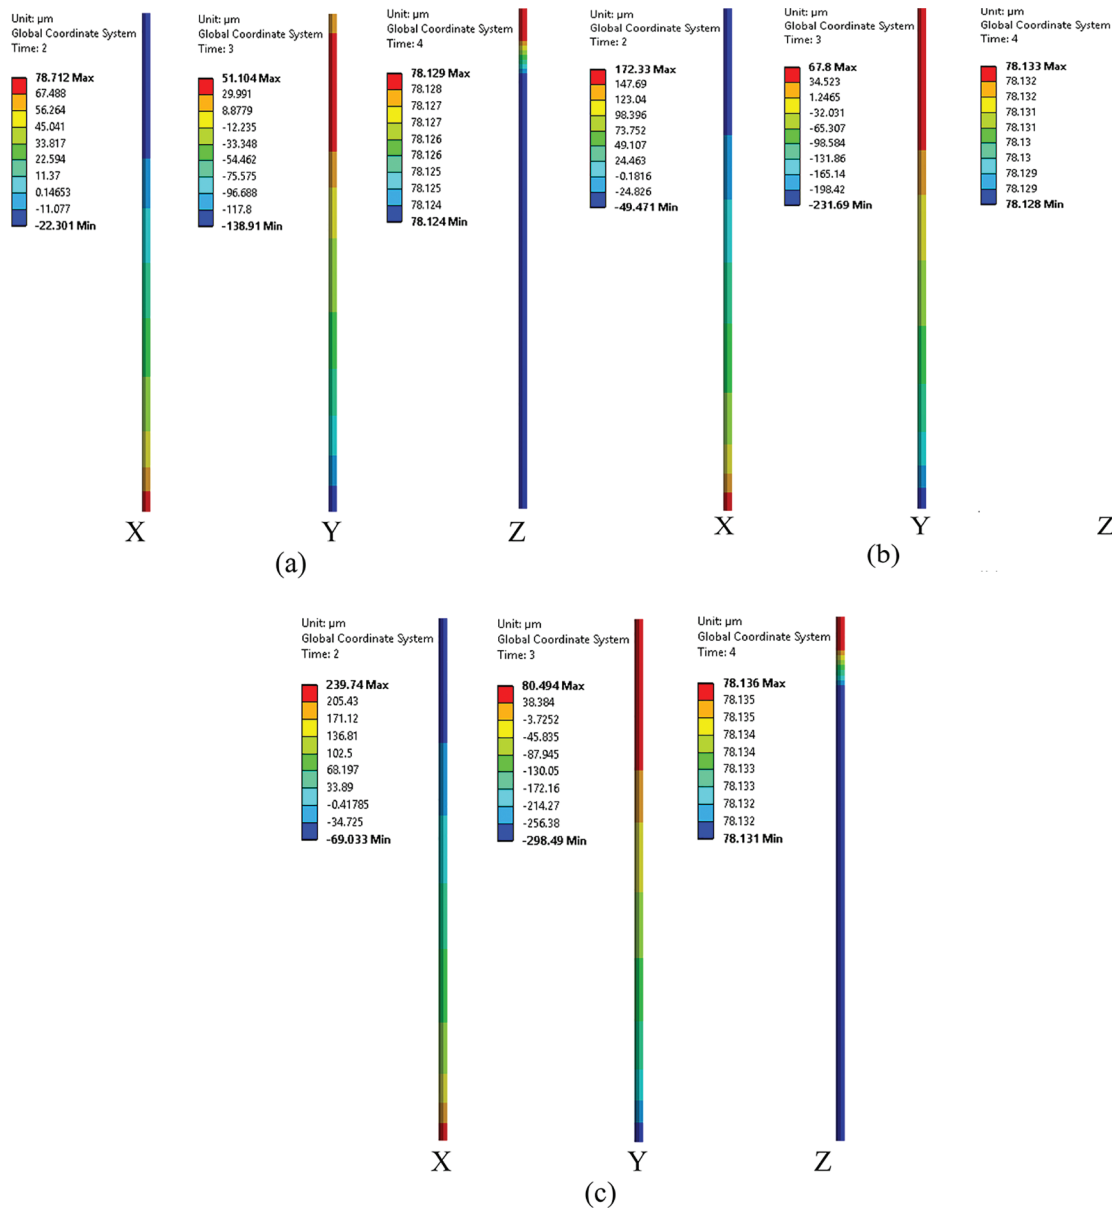 Unit: µm
Global Coordinate System
Time: 2
78.712 Max
67.488
56.264
45.041
33.817
22.594
11.37
0.14653
-11.077
-22.301 Min
X
Unit: µm
Global Coordinate System
Time: 3
51.104 Max
29.991
8.8779
-12.235
-33.348
-54.462
-75.575
-96.688
-117.8
-138.91 Min
Y
Unit: µm
Global Coordinate System
Time: 4
78.129 Max
78.128
78.127
78.127
78.126
78.126
78.125
78.125
78.124
78.124 Min
Z
(a)
Unit: µm
Global Coordinate System
Time: 2
172.33 Max
147.69
123.04
98.396
73.752
49.107
24.463
-0.1816
-24.826
-49.471 Min
X
Unit: µm
Global Coordinate System
Time: 3
67.8 Max
34.523
1.2465
-32.031
-65.307
-98.584
-131.86
-165.14
-198.42
-231.69 Min
Y
Unit: µm
Global Coordinate System
Time: 4
78.133 Max
78.132
78.132
78.131
78.131
78.13
78.13
78.129
78.129
78.128 Min
Z
(b)
Unit: µm
Global Coordinate System
Time: 2
239.74 Max
205.43
171.12
136.81
102.5
68.197
33.89
-0.41785
-34.725
-69.033 Min
X
Unit: µm
Global Coordinate System
Time: 3
80.494 Max
38.384
-3.7252
-45.835
-87.945
-130.05
-172.16
-214.27
-256.38
-298.49 Min
Y
Unit: µm
Global Coordinate System
Time: 4
78.136 Max
78.135
78.135
78.134
78.134
78.133
78.133
78.132
78.132
78.131 Min
Z
(c)